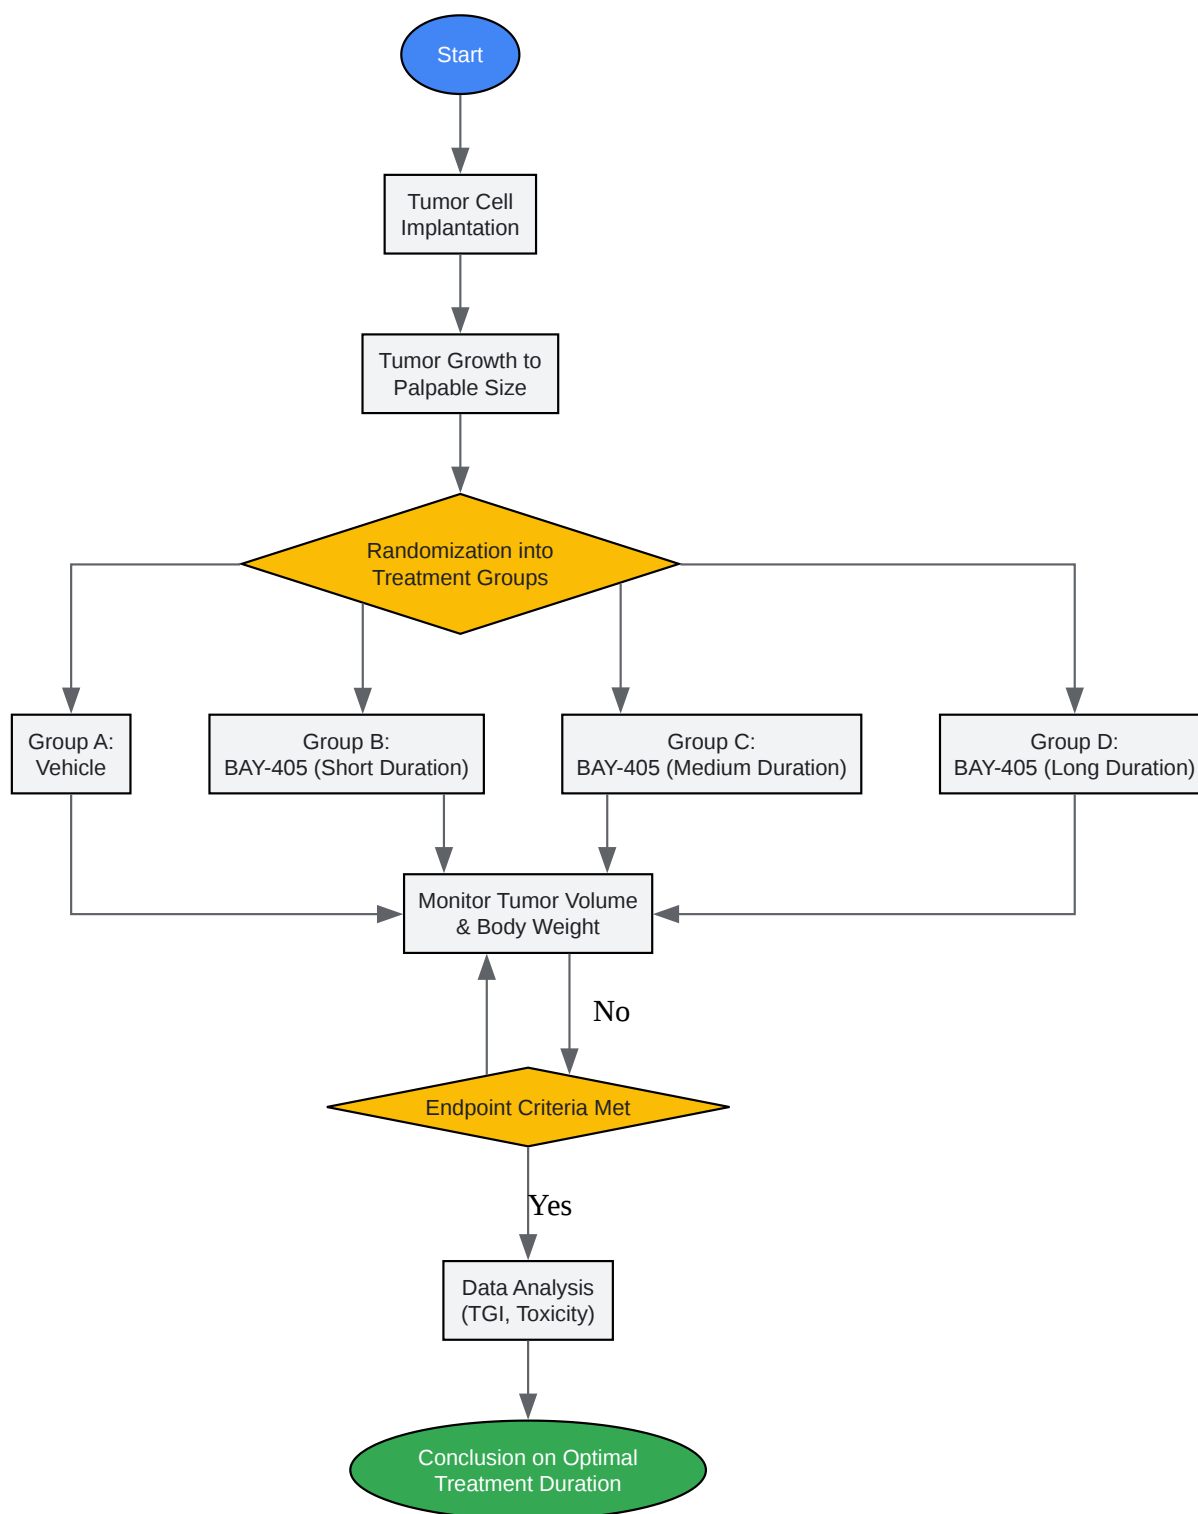 Start
Tumor Cell
Implantation
Tumor Growth to
Palpable Size
Randomization into
Treatment Groups
Group A:
Vehicle
Group B:
BAY-405 (Short Duration)
Group C:
BAY-405 (Medium Duration)
Group D:
BAY-405 (Long Duration)
Monitor Tumor Volume
& Body Weight
No
Endpoint Criteria Met
Yes
Data Analysis
(TGI, Toxicity)
Conclusion on Optimal
Treatment Duration